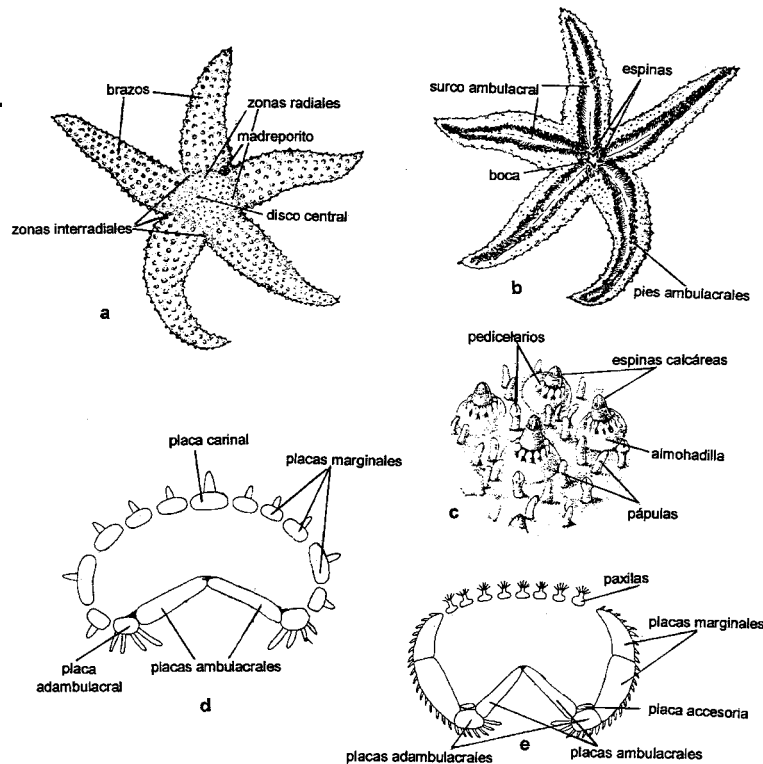 brazos
zonas radiales
madreporito
disco central
zonas interradiales
a
surco ambulacral
espinas
boca
pies ambulacrales
b
pedicelarios
espinas calcáreas
almohadilla
pápulas
c
placa carinal
placas marginales
placa
adambulacral
placas ambulacrales
d
paxilas
placas marginales
placa accesoria
placas adambulacrales
placas ambulacrales
e